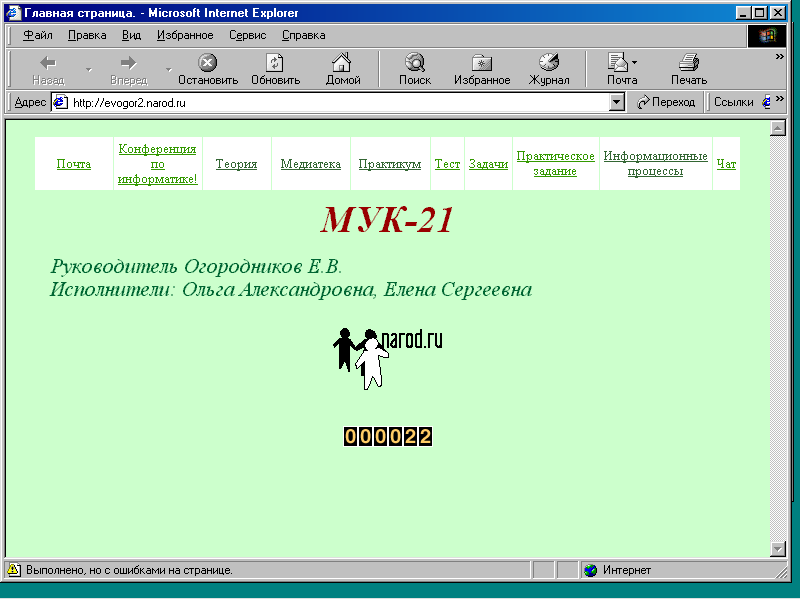 Главная страница. - Microsoft Internet Explorer
Файл Правка Вид Избранное Сервис Справка
Назад Вперед Остановить Обновить Домой Поиск Избранное Журнал Почта Печать »
Адрес http://evogor2.narod.ru Переход Ссылки »
Почта
Конференция
по
информатике!
Теория
Медиатека
Практикум
Тест
Задачи
Практическое
задание
Информационные
процессы
Чат
МУК-21
Руководитель Огородников Е.В.
Исполнители: Ольга Александровна, Елена Сергеевна
narod.ru
000022
Выполнено, но с ошибками на странице. Интернет